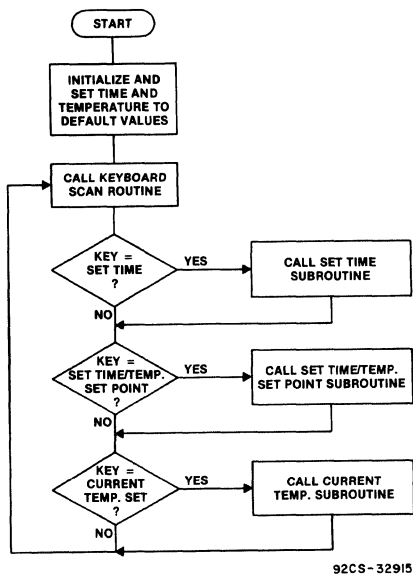 START
INITIALIZE AND
SET TIME AND
TEMPERATURE TO
DEFAULT VALUES
CALL KEYBOARD
SCAN ROUTINE
KEY =
SET TIME
?
YES
CALL SET TIME
SUBROUTINE
NO
KEY =
SET TIME/TEMP.
SET POINT
?
YES
CALL SET TIME/TEMP.
SET POINT SUBROUTINE
NO
KEY =
CURRENT
TEMP. SET
?
YES
CALL CURRENT
TEMP. SUBROUTINE
NO
92CS-32915